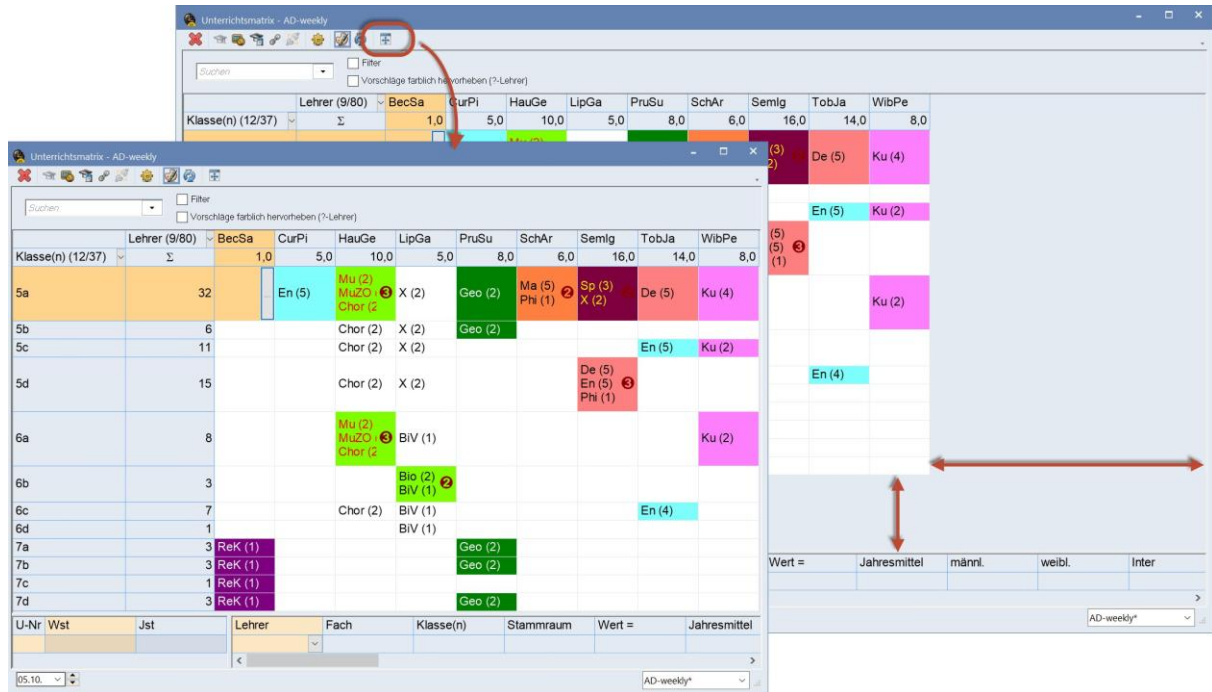 Unterrichtsmatrix - AD-weekly
Suchen
Filter
Vorschläge farblich hervorheben (?-Lehrer)
Lehrer (9/80) BecSa CurPi HauGe LipGa PruSu SchAr SemIg TobJa WibPe
Klasse(n) (12/37) Σ 1,0 5,0 10,0 5,0 8,0 6,0 16,0 14,0 8,0
(3) De (5) Ku (4)
2)
En (5) Ku (2)
(5)
(5) 3
(1)
Ku (2)
En (4)
Wert = Jahresmittel männl. weibl. Inter
AD-weekly*
Unterrichtsmatrix - AD-weekly
Suchen
Filter
Vorschläge farblich hervorheben (?-Lehrer)
Lehrer (9/80) BecSa CurPi HauGe LipGa PruSu SchAr SemIg TobJa WibPe
Klasse(n) (12/37) Σ 1,0 5,0 10,0 5,0 8,0 6,0 16,0 14,0 8,0
Mu (2) Ma (5) Sp (3)
5a 32 ... En (5) MuZO 3 X (2) Geo (2) 2 De (5) Ku (4)
Chor (2 Phi (1) X (2)
5b 6 Chor (2) X (2) Geo (2)
5c 11 Chor (2) X (2) En (5) Ku (2)
De (5)
5d 15 Chor (2) X (2) En (5) 3
Phi (1)
Mu (2)
6a 8 MuZO 3 BiV (1) Ku (2)
Chor (2
Bio (2)
6b 3 2
BiV (1)
6c 7 Chor (2) BiV (1) En (4)
6d 1 BiV (1)
7a 3 ReK (1) Geo (2)
7b 3 ReK (1) Geo (2)
7c 1 ReK (1)
7d 3 ReK (1) Geo (2)
U-Nr Wst Jst Lehrer Fach Klasse(n) Stammraum Wert = Jahresmittel
05.10. AD-weekly*